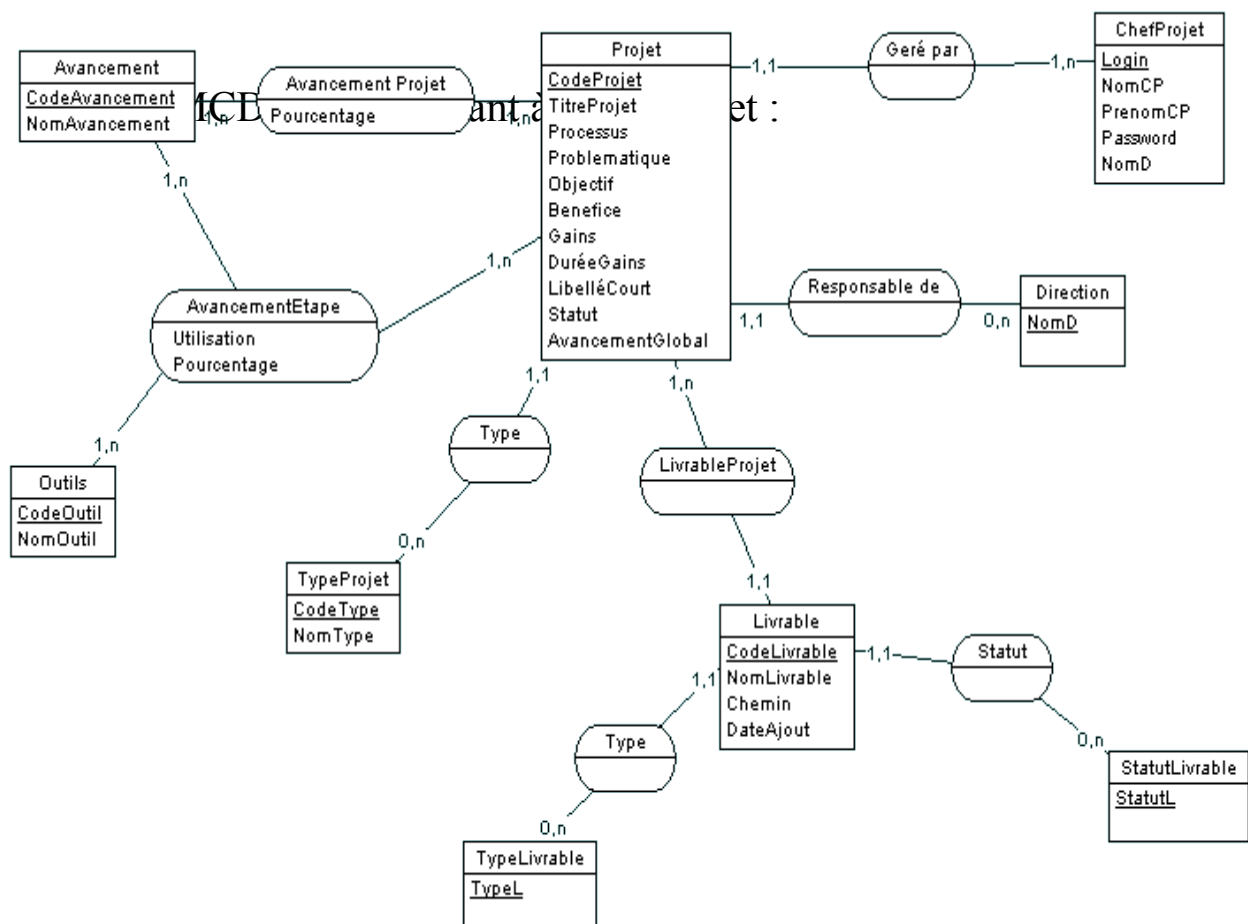 Avancement
CodeAvancement
NomAvancement
1,n
Avancement Projet
Pourcentage
1,n
et :
Projet
CodeProjet
TitreProjet
Processus
Problematique
Objectif
Benefice
Gains
DuréeGains
LibelléCourt
Statut
AvancementGlobal
1,1
Geré par
1,n
ChefProjet
Login
NomCP
PrenomCP
Password
NomD
1,n
AvancementEtape
Utilisation
Pourcentage
1,n
1,n
Outils
CodeOutil
NomOutil
1,1
Responsable de
0,n
Direction
NomD
1,1
Type
0,n
TypeProjet
CodeType
NomType
1,n
LivrableProjet
1,1
Livrable
CodeLivrable
NomLivrable
Chemin
DateAjout
1,1
Statut
0,n
StatutLivrable
StatutL
1,1
Type
0,n
TypeLivrable
TypeL